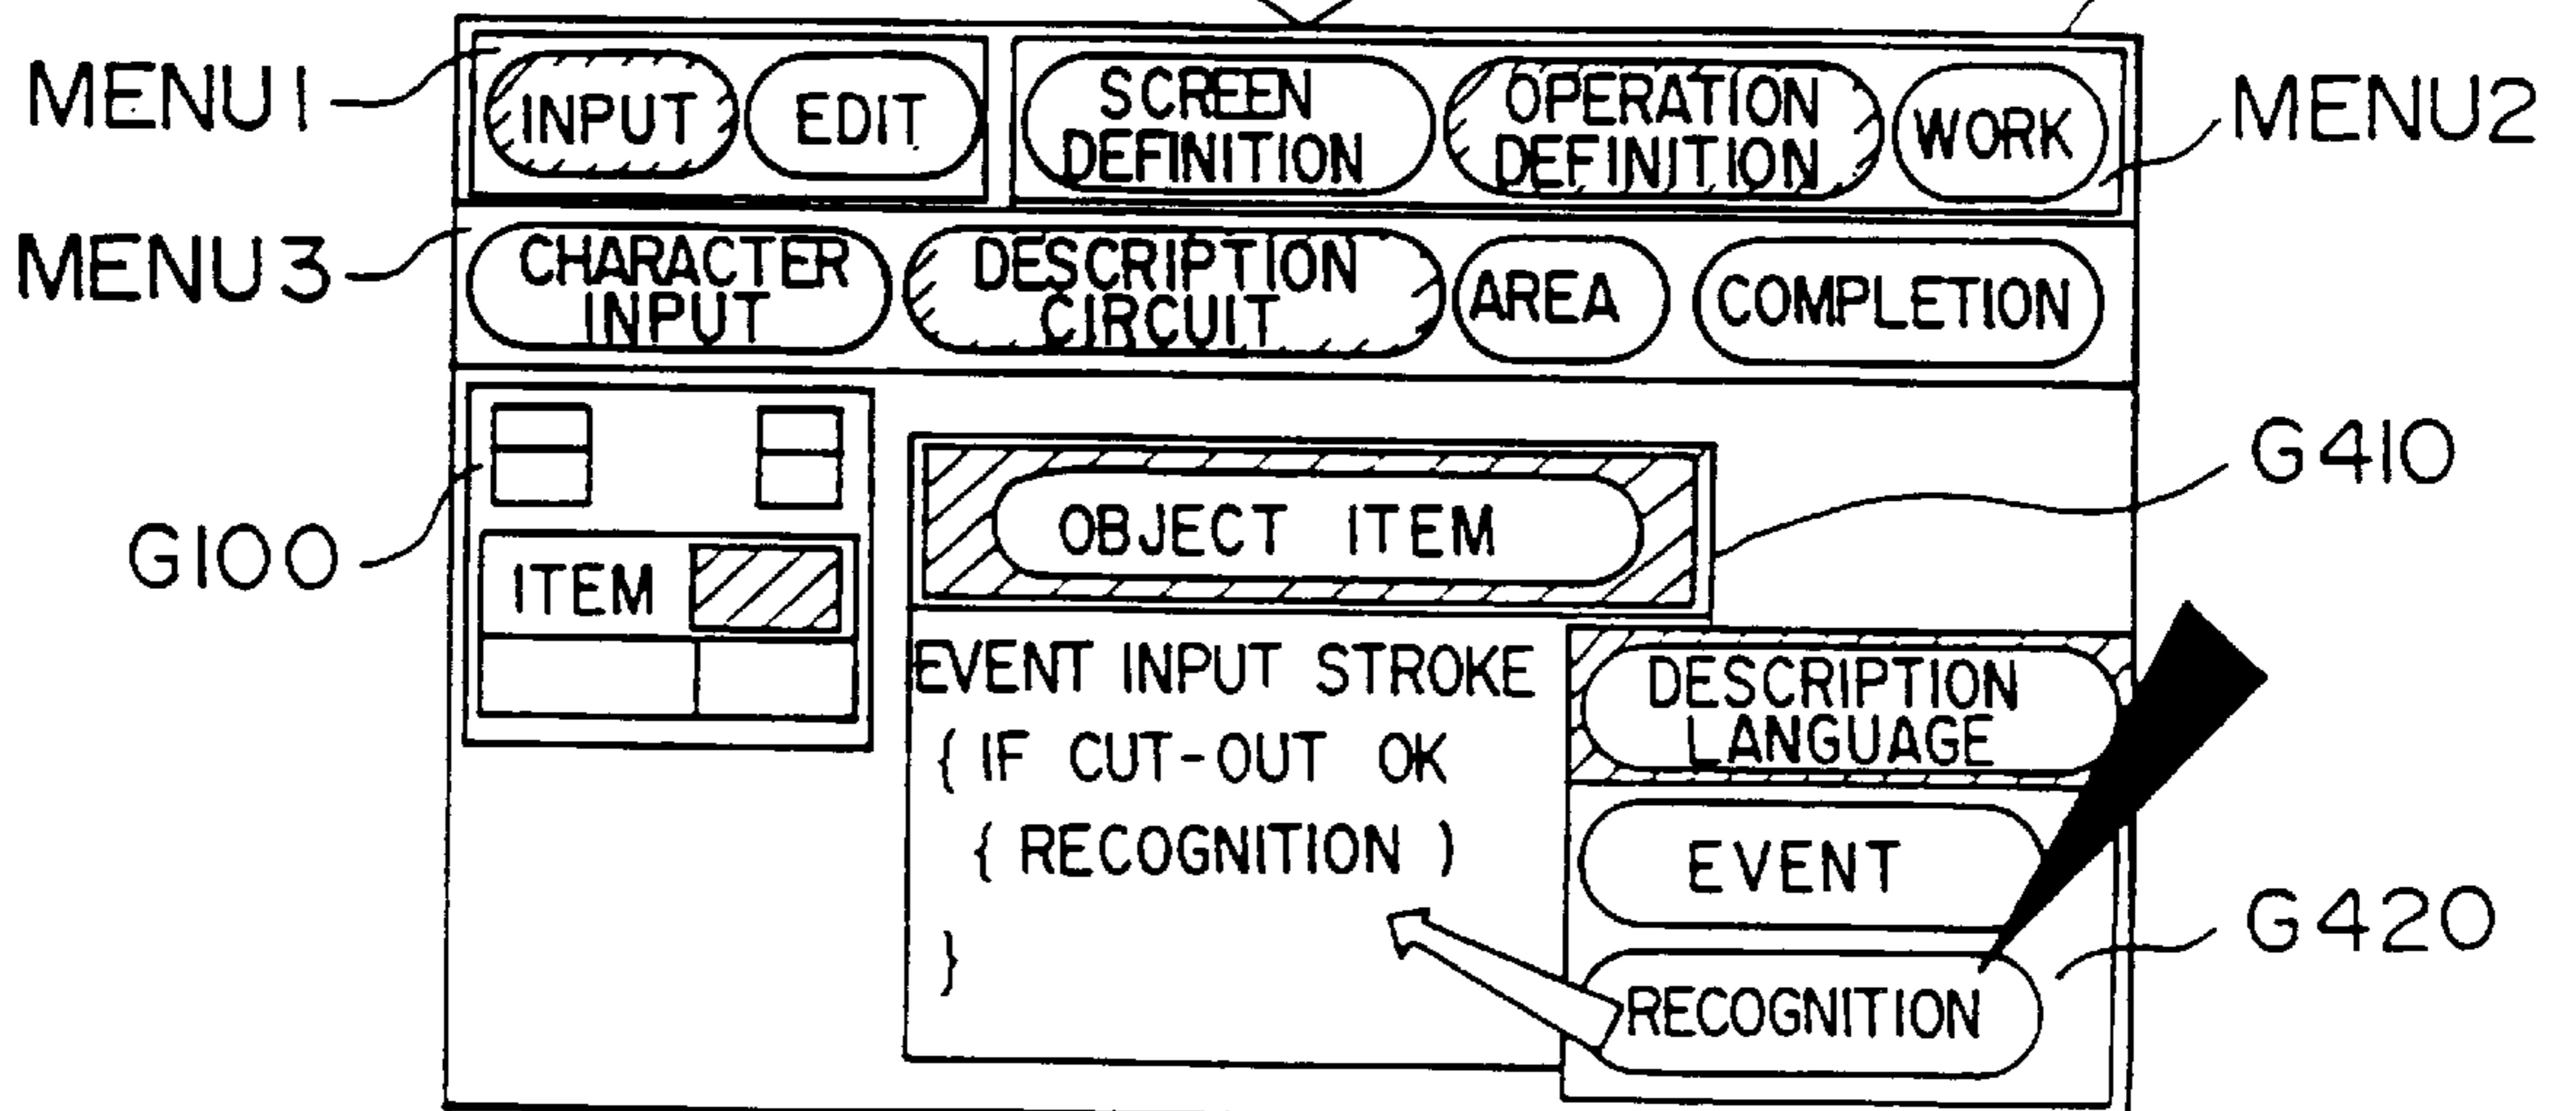 MENU1
INPUT
EDIT
SCREEN
DEFINITION
OPERATION
DEFINITION
WORK
MENU2
MENU3
CHARACTER
INPUT
DESCRIPTION
CIRCUIT
AREA
COMPLETION
G100
ITEM
OBJECT ITEM
G410
EVENT INPUT STROKE
{ IF CUT-OUT OK
{ RECOGNITION )
}
DESCRIPTION
LANGUAGE
EVENT
RECOGNITION
G420